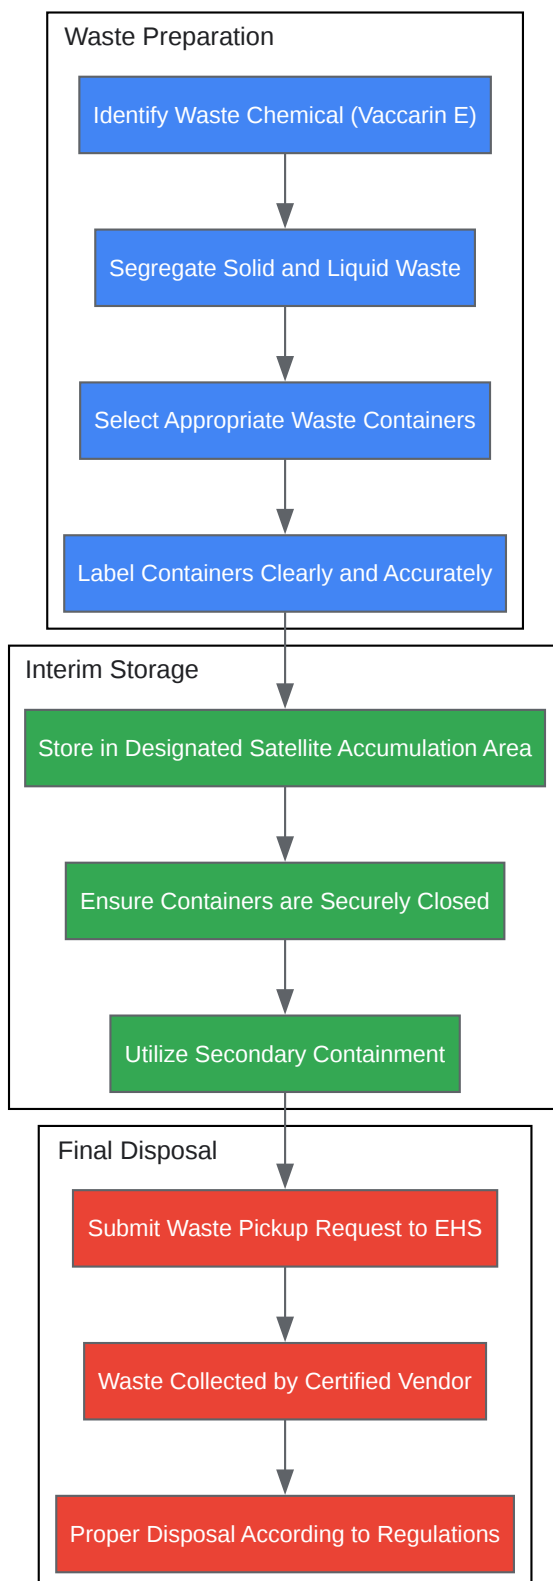 Waste Preparation
Identify Waste Chemical (Vaccarin E)
Segregate Solid and Liquid Waste
Select Appropriate Waste Containers
Label Containers Clearly and Accurately
Interim Storage
Store in Designated Satellite Accumulation Area
Ensure Containers are Securely Closed
Utilize Secondary Containment
Final Disposal
Submit Waste Pickup Request to EHS
Waste Collected by Certified Vendor
Proper Disposal According to Regulations